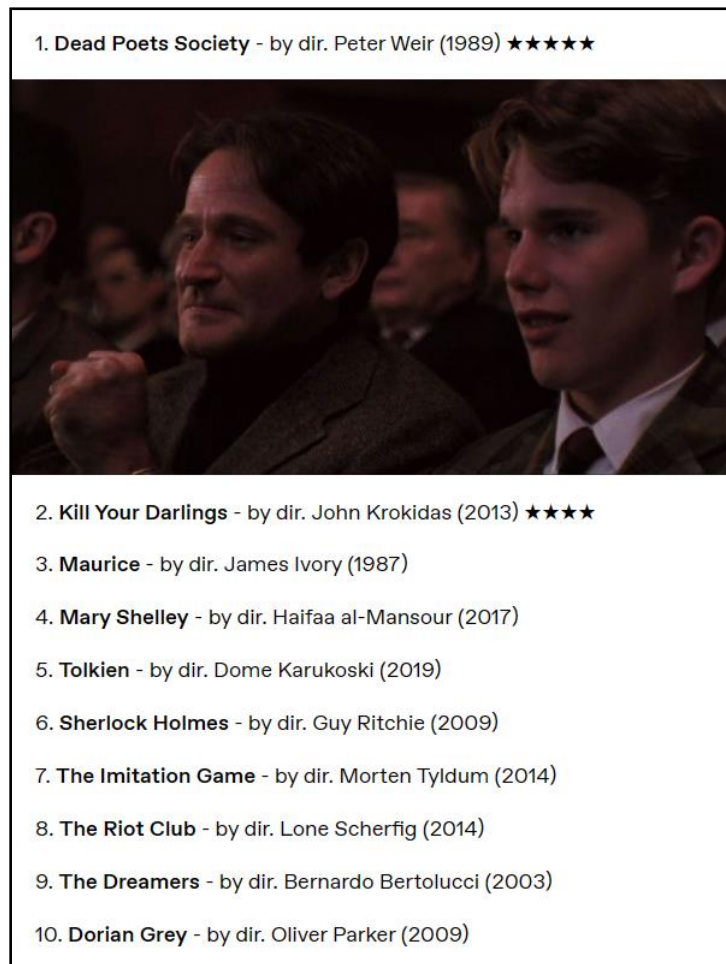 1. Dead Poets Society - by dir. Peter Weir (1989) ★★★★★
2. Kill Your Darlings - by dir. John Krokidas (2013) ★★★★
3. Maurice - by dir. James Ivory (1987)
4. Mary Shelley - by dir. Haifaa al-Mansour (2017)
5. Tolkien - by dir. Dome Karukoski (2019)
6. Sherlock Holmes - by dir. Guy Ritchie (2009)
7. The Imitation Game - by dir. Morten Tyldum (2014)
8. The Riot Club - by dir. Lone Scherfig (2014)
9. The Dreamers - by dir. Bernardo Bertolucci (2003)
10. Dorian Grey - by dir. Oliver Parker (2009)